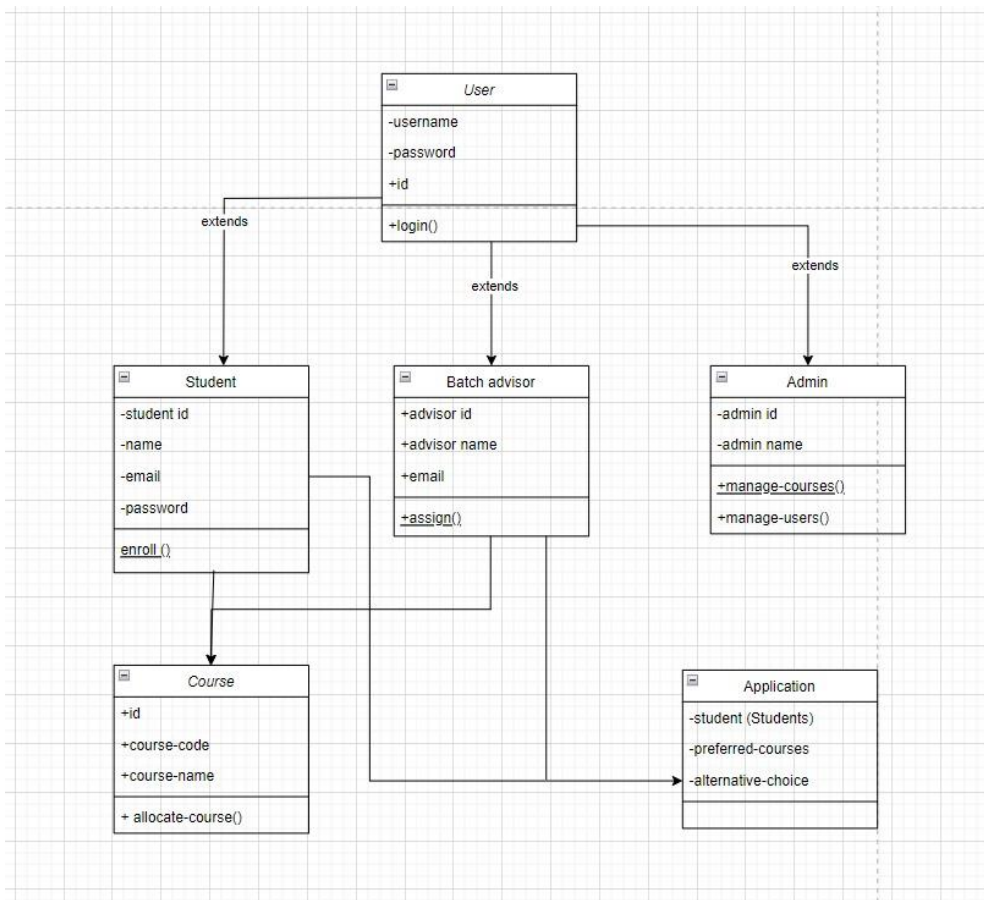 User
-username
-password
+id
+login()
extends
extends
extends
Student
-student id
-name
-email
-password
enroll ()
Batch advisor
+advisor id
+advisor name
+email
+assign()
Admin
-admin id
-admin name
+manage-courses()
+manage-users()
Course
+id
+course-code
+course-name
+ allocate-course()
Application
-student (Students)
-preferred-courses
-alternative-choice